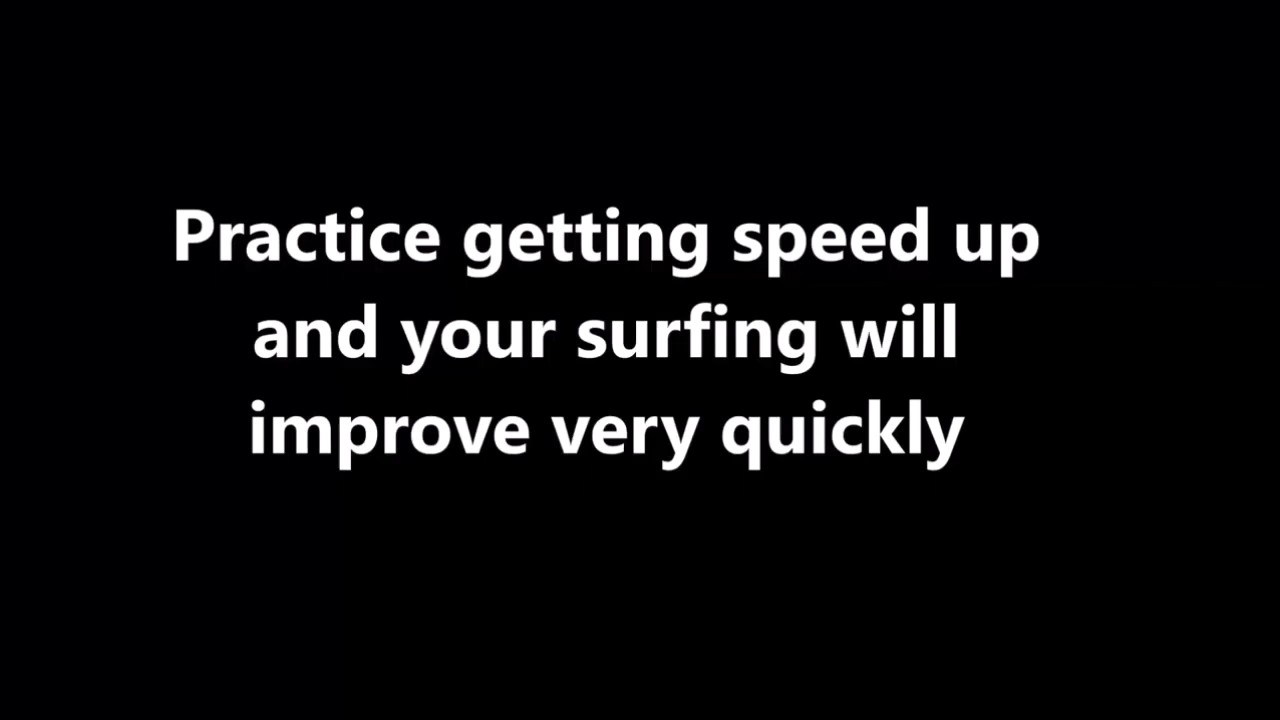 Practice getting speed up
and your surfing will
improve very quickly